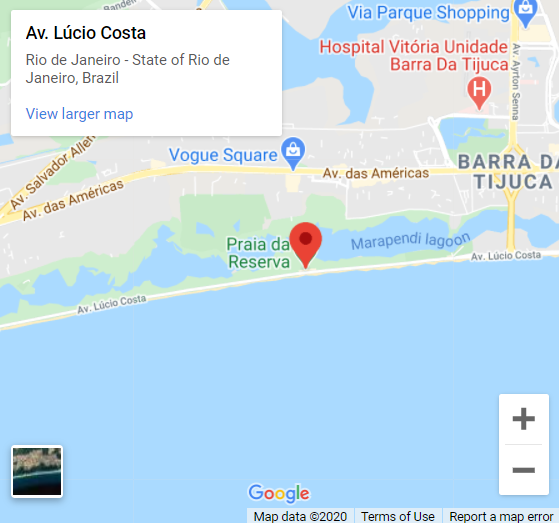 Av. Lúcio Costa
Rio de Janeiro - State of Rio de
Janeiro, Brazil
View larger map
Via Parque Shopping
Hospital Vitória Unidade
Barra Da Tijuca
H
Av. Ayrton Senna
Av. Salvador Allen
Vogue Square
Av. das Américas
Av. das Américas
BARRA DA
TIJUCA
Praia da
Reserva
Marapendi lagoon
Av. Lúcio Costa
Av. Lúcio Costa
+
−
Google
Map data ©2020
Terms of Use
Report a map error